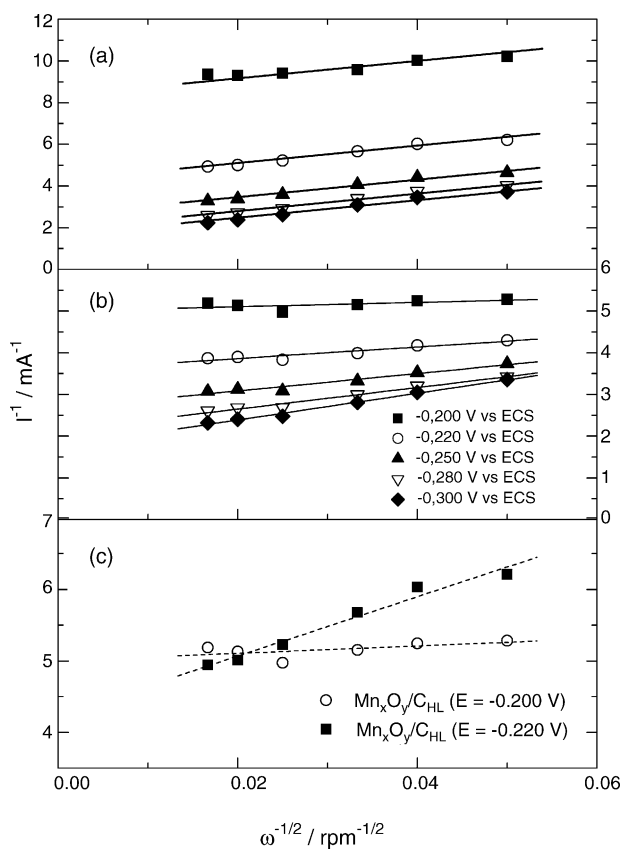 12
(a)
10
8
6
4
2
0
6
(b)
5
4
3
2
1
0
-0,200 V vs ECS
-0,220 V vs ECS
-0,250 V vs ECS
-0,280 V vs ECS
-0,300 V vs ECS
I⁻¹ / mA⁻¹
7
(c)
6
5
4
MnₓOᵧ/C_HL (E = -0.200 V)
MnₓOᵧ/C_HL (E = -0.220 V)
0.00 0.02 0.04 0.06
ω⁻¹/² / rpm⁻¹/²